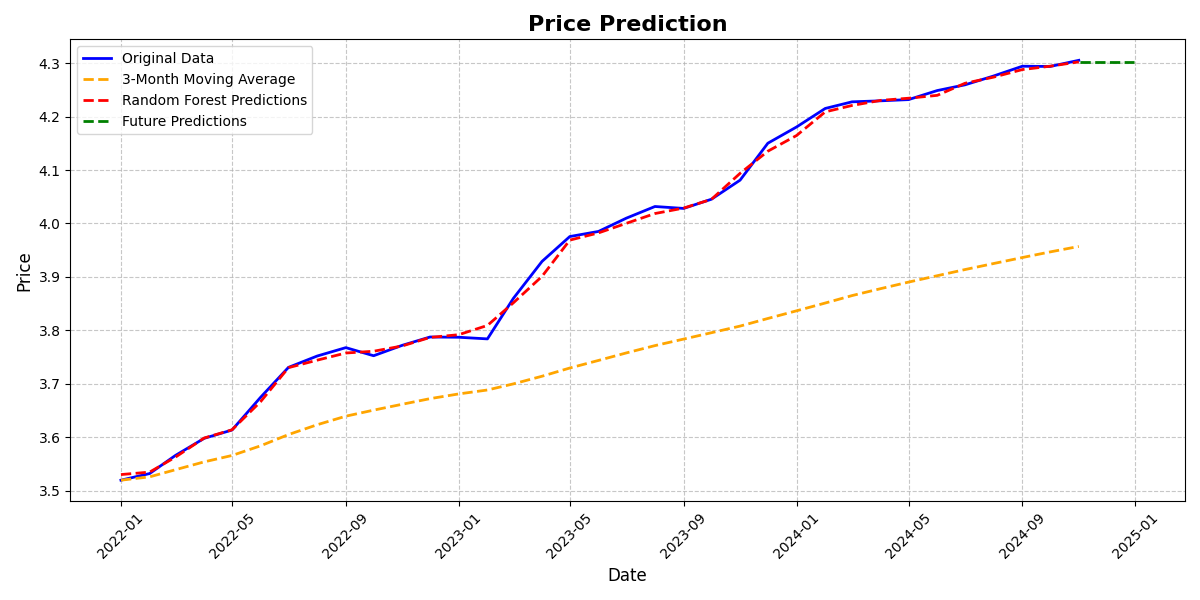 Price Prediction
Original Data
3-Month Moving Average
Random Forest Predictions
Future Predictions
Price
4.3
4.2
4.1
4.0
3.9
3.8
3.7
3.6
3.5
2022-01
2022-05
2022-09
2023-01
2023-05
2023-09
2024-01
2024-05
2024-09
2025-01
Date